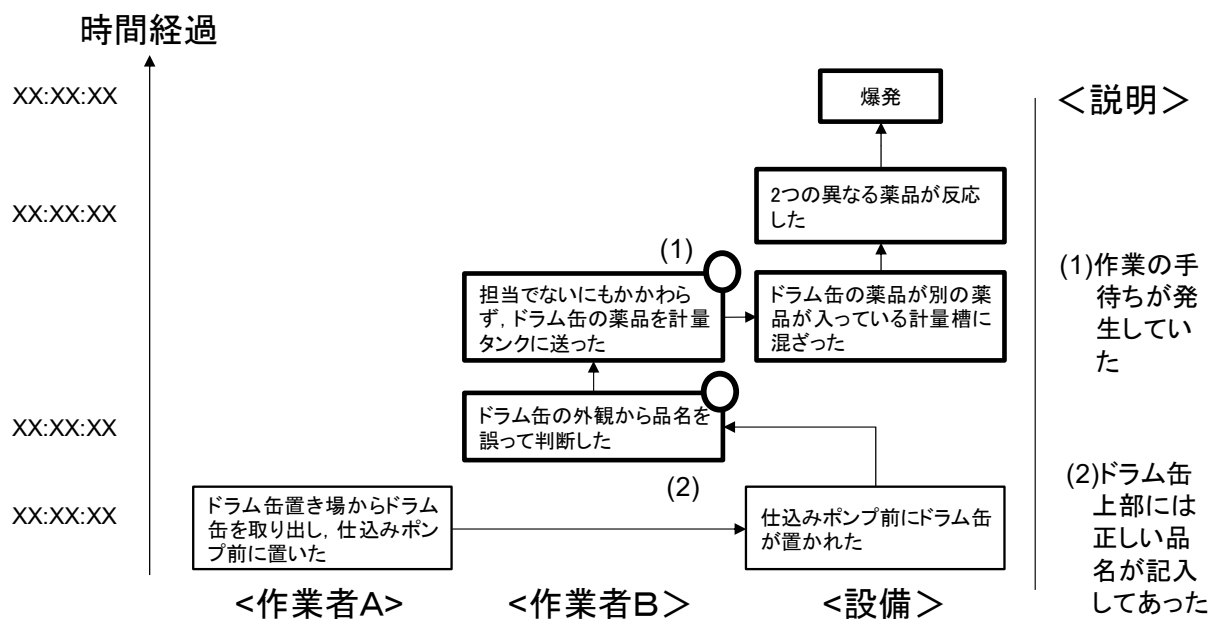 時間経過
XX:XX:XX
爆発
＜説明＞
2つの異なる薬品が反応
した
XX:XX:XX
(1)
担当でないにもかかわら
ず，ドラム缶の薬品を計量
タンクに送った
ドラム缶の薬品が別の薬
品が入っている計量槽に
混ざった
(1)作業の手
待ちが発
生してい
た
XX:XX:XX
ドラム缶の外観から品名を
誤って判断した
(2)
XX:XX:XX
ドラム缶置き場からドラム
缶を取り出し，仕込みポン
プ前に置いた
仕込みポンプ前にドラム缶
が置かれた
(2)ドラム缶
上部には
正しい品
名が記入
してあった
<作業者A>
<作業者B＞
<設備＞